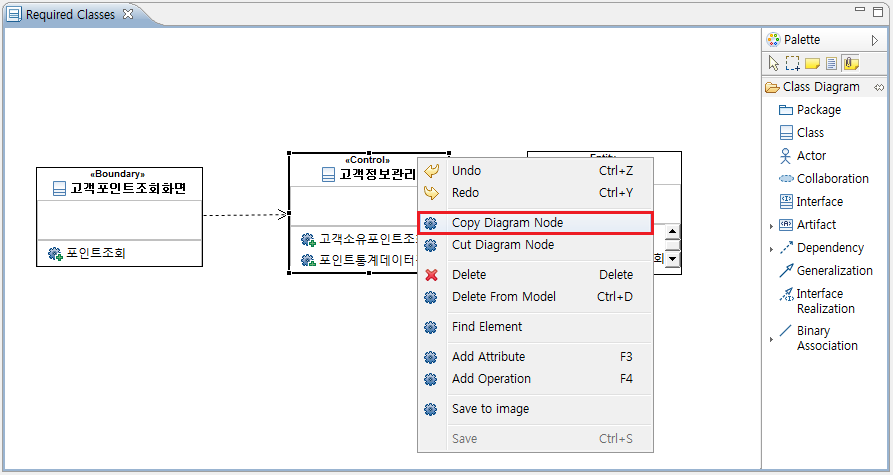 Required Classes
«Boundary»
고객포인트조회화면
포인트조회
«Control»
고객정보관리
고객소유포인트조
포인트통계데이터
Entity
회
Undo Ctrl+Z
Redo Ctrl+Y
Copy Diagram Node
Cut Diagram Node
Delete Delete
Delete From Model Ctrl+D
Find Element
Add Attribute F3
Add Operation F4
Save to image
Save Ctrl+S
Palette
Class Diagram
Package
Class
Actor
Collaboration
Interface
Artifact
Dependency
Generalization
Interface
Realization
Binary
Association